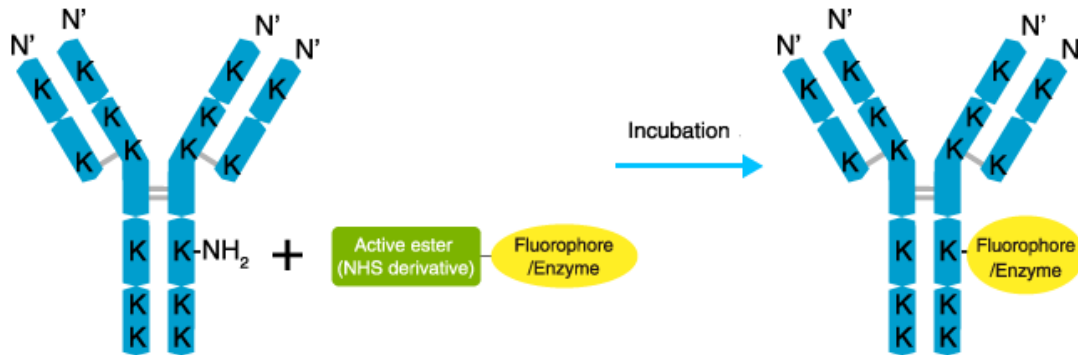 N' N' N' N'
N' N' N' N
K K K K
K K K K
K K K K
Incubation
K K K K
K K K K
K K-NH2 + Active ester
(NHS derivative) Fluorophore
/Enzyme K K Fluorophore
/Enzyme
K K K K
K K K K